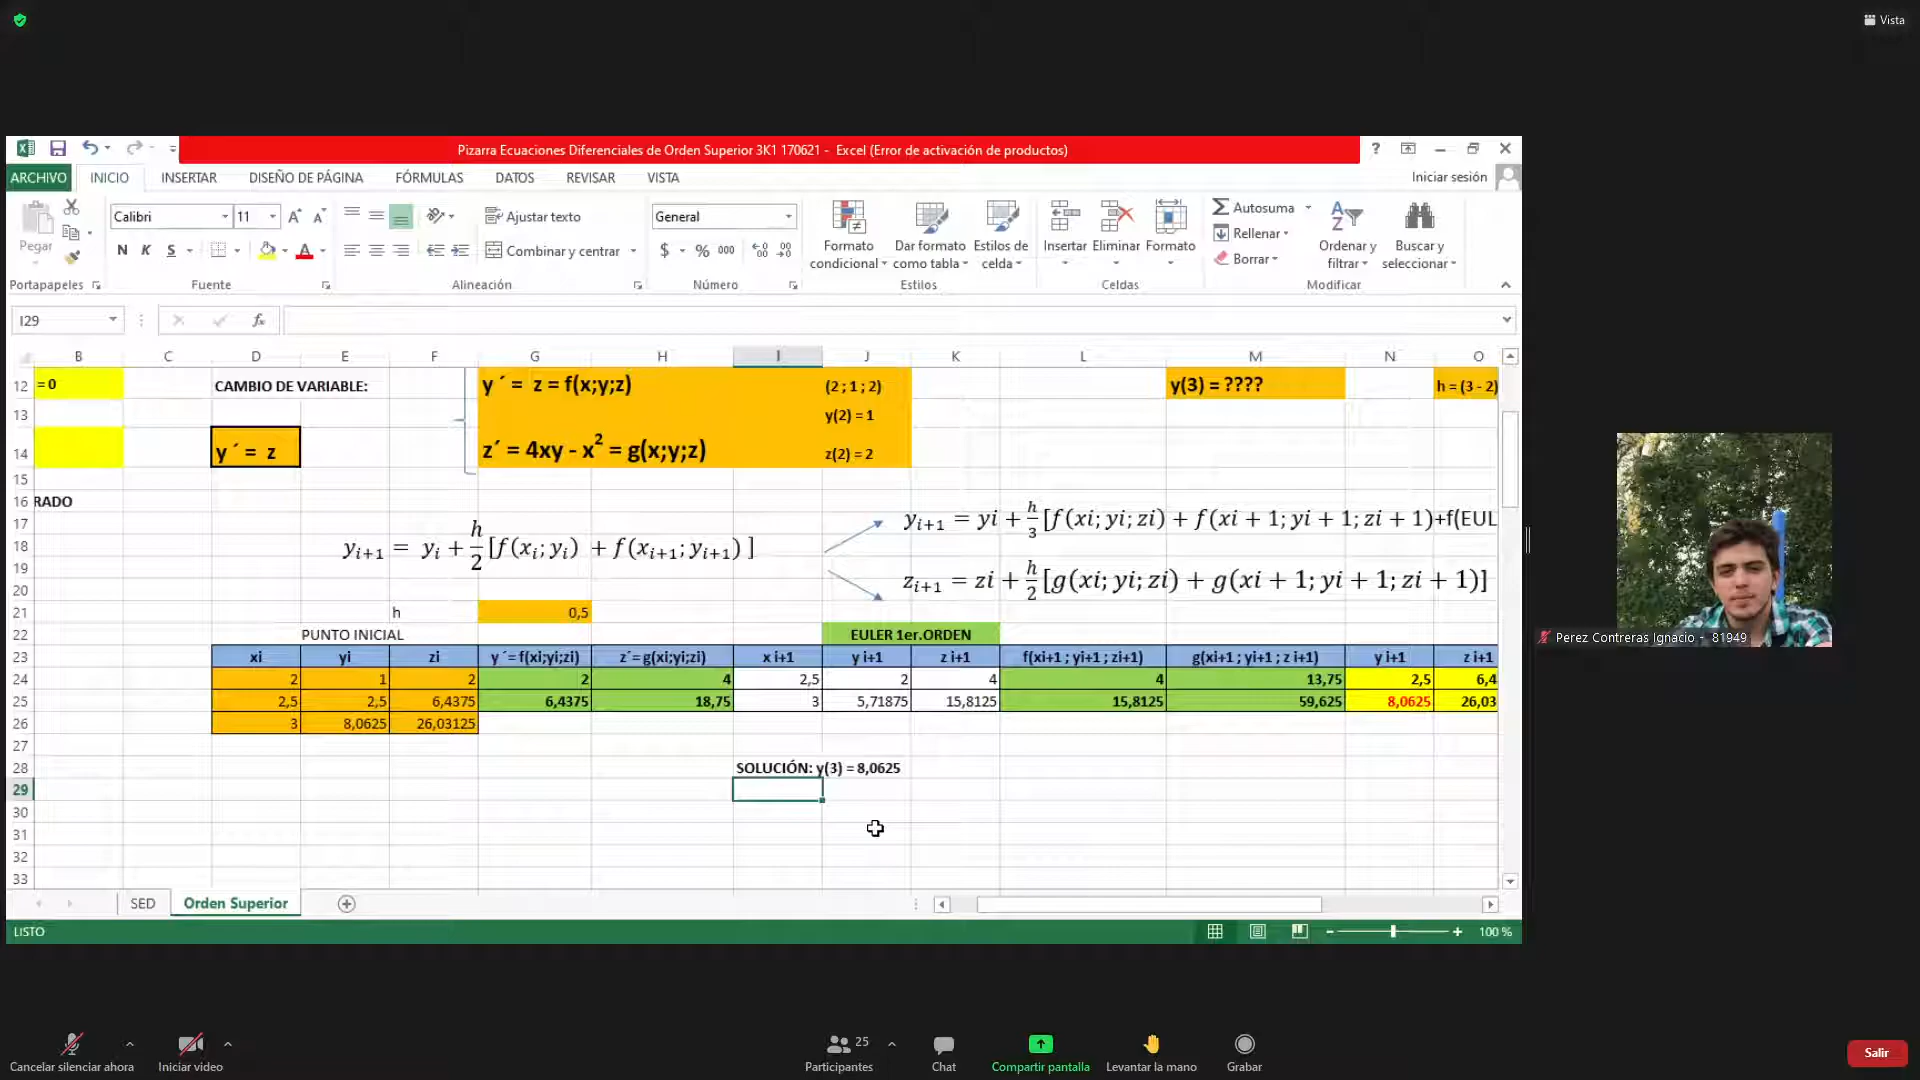 Vista
Pizarra Ecuaciones Diferenciales de Orden Superior 3K1 170621 - Excel (Error de activación de productos)
ARCHIVO INICIO INSERTAR DISEÑO DE PÁGINA FÓRMULAS DATOS REVISAR VISTA Iniciar sesión
Pegar Calibri 11 Ajustar texto General Autosuma
N K S Combinar y centrar $ % 000 Rellenar
Borrar
Formato condicional Dar formato como tabla Estilos de celda Insertar Eliminar Formato Ordenar y filtrar Buscar y seleccionar
Portapapeles Fuente Alineación Número Estilos Celdas Modificar
I29 fx
B C D E F G H I J K L M N O
12 = 0 CAMBIO DE VARIABLE: y ´ = z = f(x;y;z) (2 ; 1 ; 2) y(3) = ???? h = (3 - 2)
13 y(2) = 1
14 y ´ = z z´ = 4xy - x² = g(x;y;z) z(2) = 2
15
16 RADO
17 yᵢ₊₁ = yi + h/3 [f(xi; yi; zi) + f(xi + 1; yi + 1; zi + 1)+f(EUL
18 yᵢ₊₁ = yᵢ + h/2 [f(xᵢ; yᵢ) + f(xᵢ₊₁; yᵢ₊₁) ]
19 zᵢ₊₁ = zi + h/2 [g(xi; yi; zi) + g(xi + 1; yi + 1; zi + 1)]
20
21 h 0,5
22 PUNTO INICIAL EULER 1er.ORDEN
23 xi yi zi y ´= f(xi;yi;zi) z´= g(xi;yi;zi) x i+1 y i+1 z i+1 f(xi+1 ; yi+1 ; zi+1) g(xi+1 ; yi+1 ; z i+1) y i+1 z i+1
24 2 1 2 2 4 2,5 2 4 4 13,75 2,5 6,4
25 2,5 2,5 6,4375 6,4375 18,75 3 5,71875 15,8125 15,8125 59,625 8,0625 26,03
26 3 8,0625 26,03125
27
28 SOLUCIÓN: y(3) = 8,0625
29
30
31
32
33
SED Orden Superior
LISTO 100 %
Perez Contreras Ignacio - 81949
Cancelar silenciar ahora Iniciar video Participantes 25 Chat Compartir pantalla Levantar la mano Grabar Salir